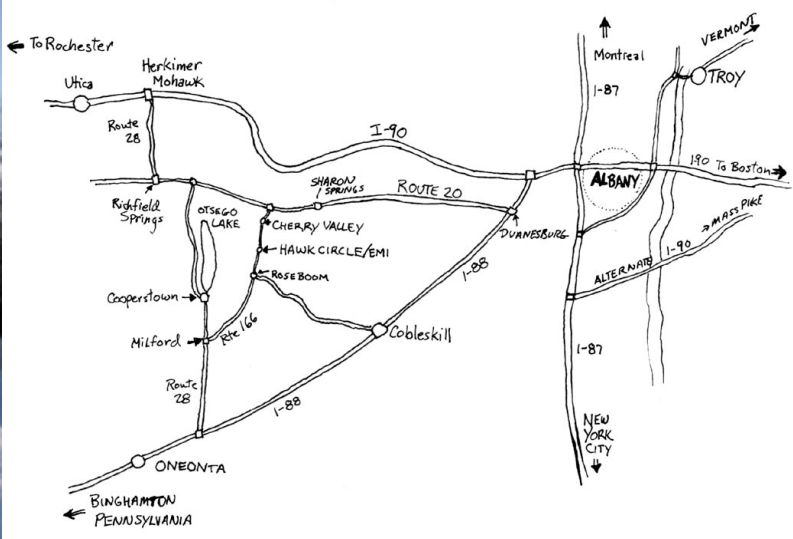 To Rochester
Utica
Herkimer
Mohawk
Route
28
I-90
Montreal
I-87
VERMONT
TROY
190 To Boston
ALBANY
Richfield
Springs
OTSEGO
LAKE
SHARON
SPRINGS
ROUTE 20
CHERRY VALLEY
HAWK CIRCLE/EMI
ROSEBOOM
DUANESBURG
I-88
MASS PIKE
ALTERNATE I-90
Cooperstown
Milford
Rte 166
Cobleskill
I-87
Route
28
I-88
NEW
YORK
CITY
ONEONTA
BINGHAMTON
PENNSYLVANIA